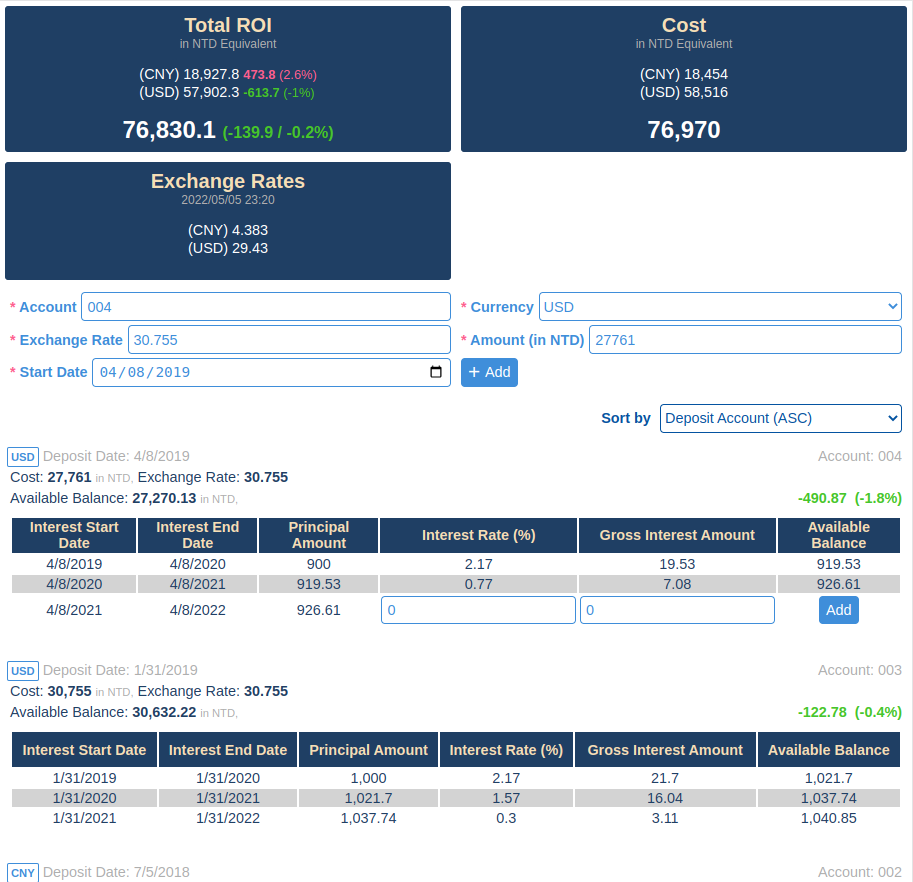 Total ROI
in NTD Equivalent
(CNY) 18,927.8 473.8 (2.6%)
(USD) 57,902.3 -613.7 (-1%)
76,830.1 (-139.9 / -0.2%)
Cost
in NTD Equivalent
(CNY) 18,454
(USD) 58,516
76,970
Exchange Rates
2022/05/05 23:20
(CNY) 4.383
(USD) 29.43
* Account 004
* Currency USD
* Exchange Rate 30.755
* Amount (in NTD) 27761
* Start Date 04/08/2019
+ Add
Sort by Deposit Account (ASC)
USD Deposit Date: 4/8/2019 Account: 004
Cost: 27,761 in NTD, Exchange Rate: 30.755
Available Balance: 27,270.13 in NTD, -490.87 (-1.8%)
Interest Start Date Interest End Date Principal Amount Interest Rate (%) Gross Interest Amount Available Balance
4/8/2019 4/8/2020 900 2.17 19.53 919.53
4/8/2020 4/8/2021 919.53 0.77 7.08 926.61
4/8/2021 4/8/2022 926.61 0 0 Add
USD Deposit Date: 1/31/2019 Account: 003
Cost: 30,755 in NTD, Exchange Rate: 30.755
Available Balance: 30,632.22 in NTD, -122.78 (-0.4%)
Interest Start Date Interest End Date Principal Amount Interest Rate (%) Gross Interest Amount Available Balance
1/31/2019 1/31/2020 1,000 2.17 21.7 1,021.7
1/31/2020 1/31/2021 1,021.7 1.57 16.04 1,037.74
1/31/2021 1/31/2022 1,037.74 0.3 3.11 1,040.85
CNY Deposit Date: 7/5/2018 Account: 002